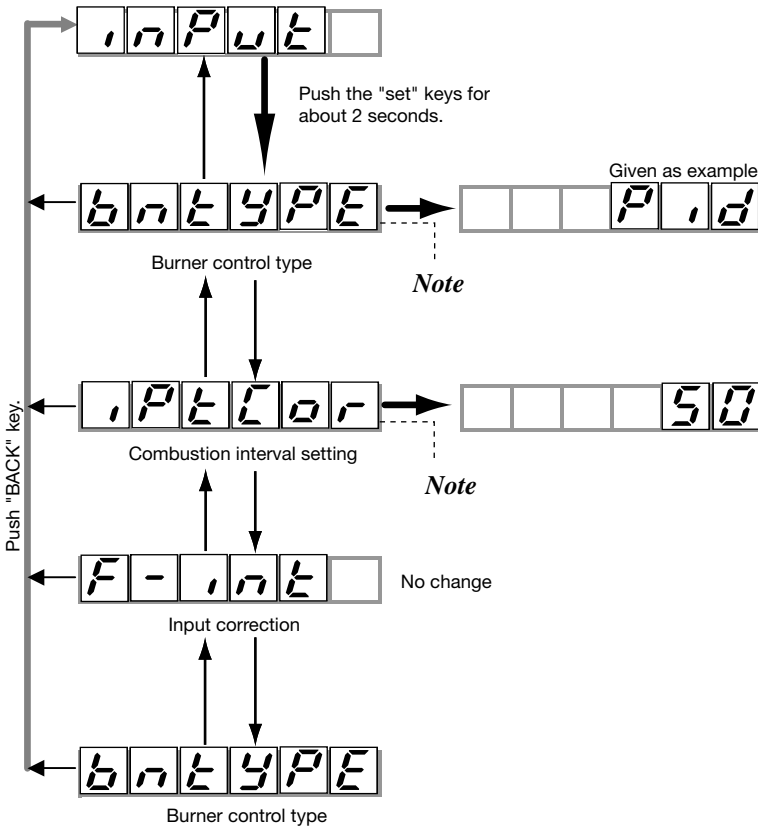 inPut
Push the "set" keys for
about 2 seconds.
Given as example
bntYPE
Pid
Burner control type
Note
iPtCor
50
Combustion interval setting
Note
Push "BACK" key.
F-int
No change
Input correction
bntYPE
Burner control type